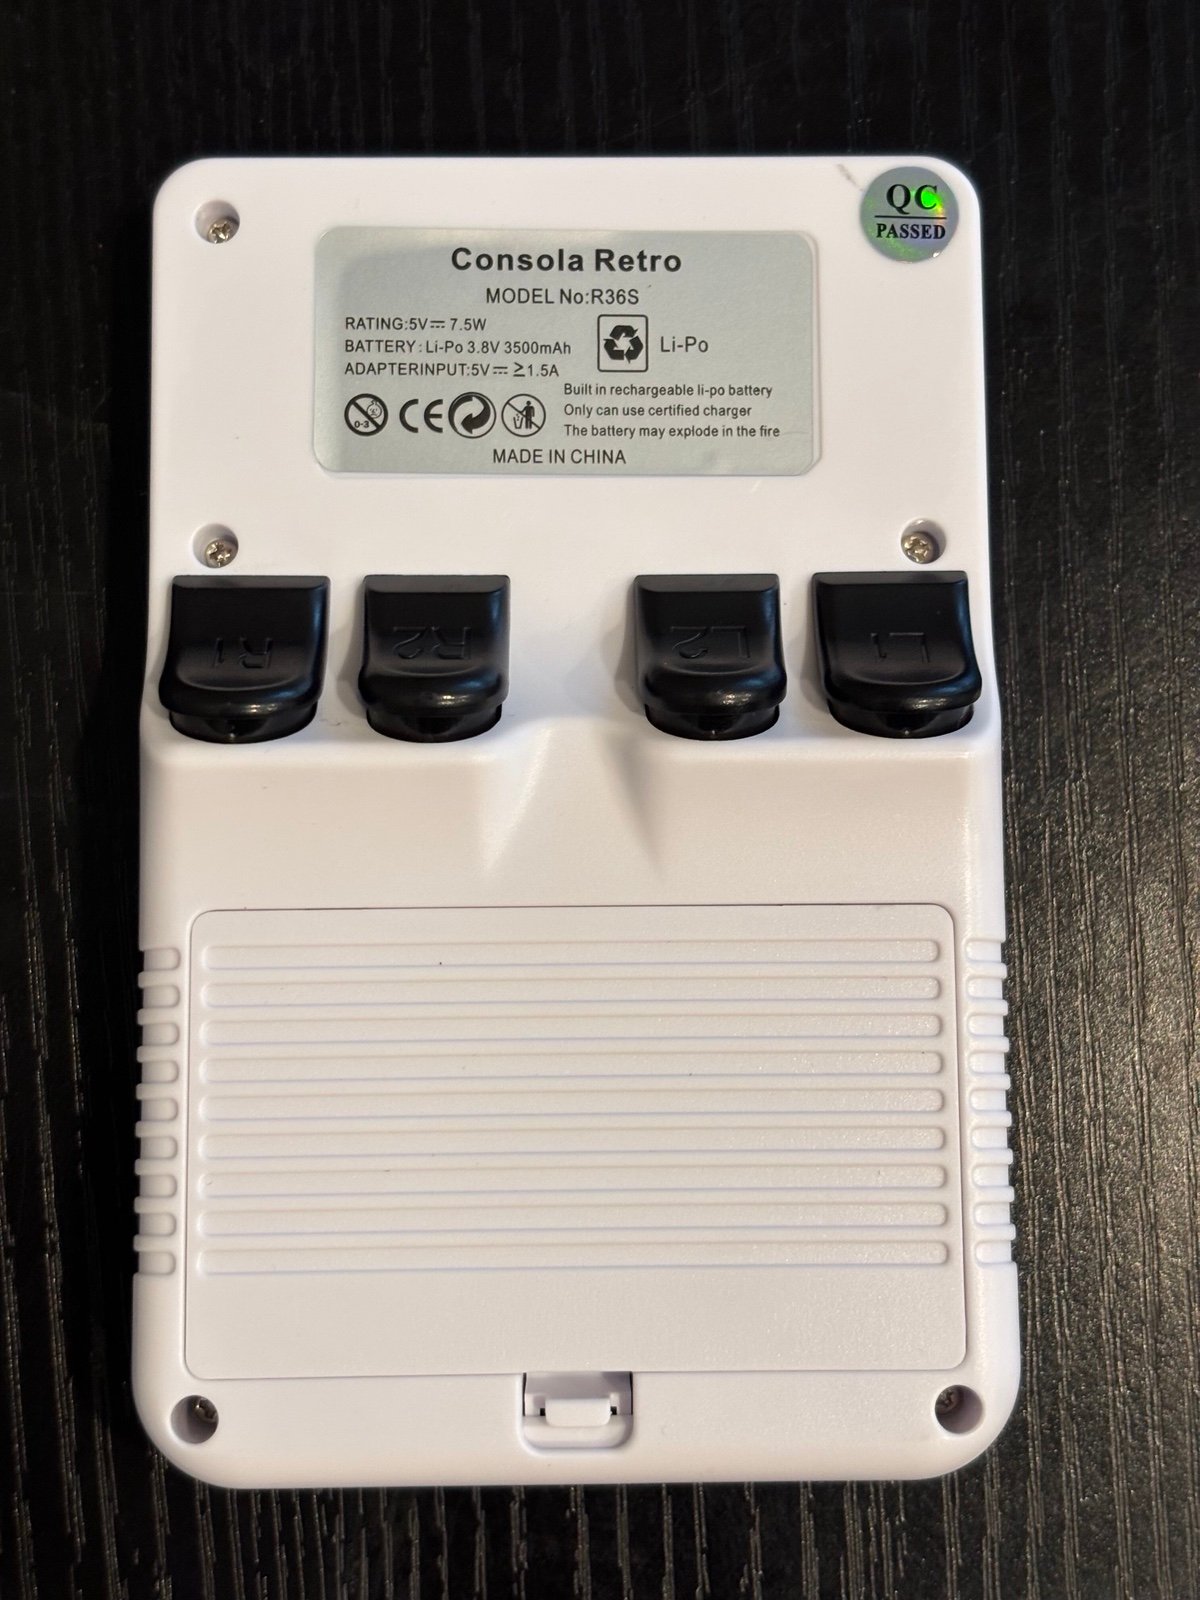 QC
PASSED
Consola Retro
MODEL No:R36S
RATING:5V⎓ 7.5W
BATTERY: Li-Po 3.8V 3500mAh
ADAPTERINPUT:5V⎓ ≥1.5A
Li-Po
0-3
CE
Built in rechargeable li-po battery
Only can use certified charger
The battery may explode in the fire
MADE IN CHINA
R1
R2
L2
L1